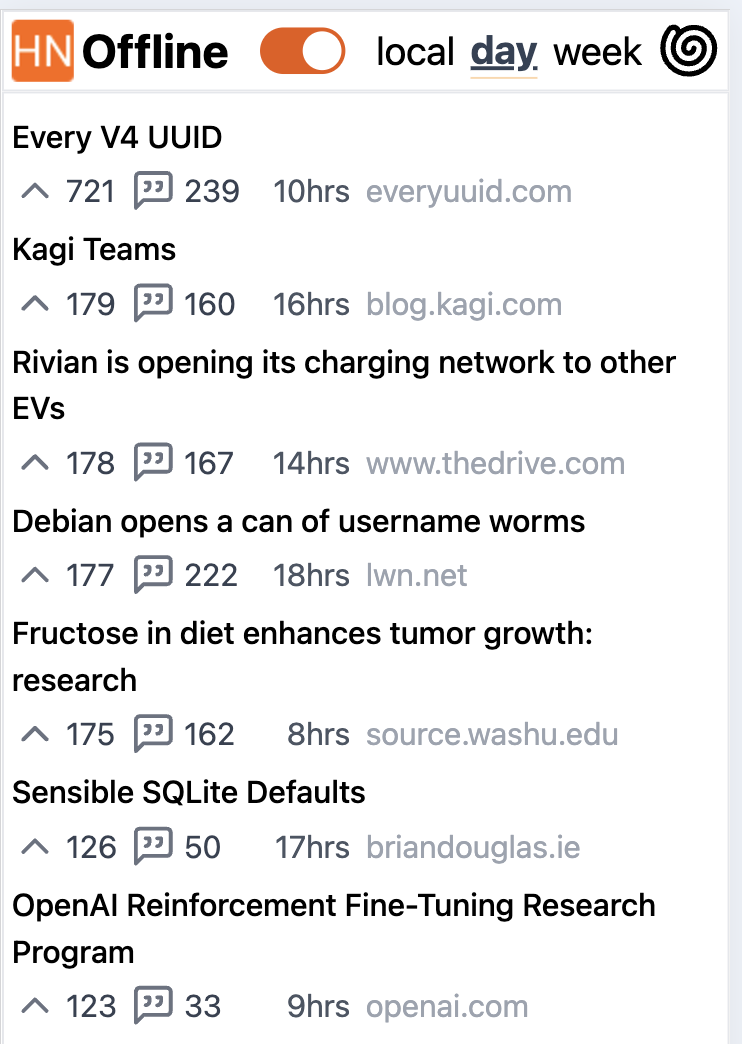 HN Offline local day week
Every V4 UUID
721 239 10hrs everyuuid.com
Kagi Teams
179 160 16hrs blog.kagi.com
Rivian is opening its charging network to other
EVs
178 167 14hrs www.thedrive.com
Debian opens a can of username worms
177 222 18hrs lwn.net
Fructose in diet enhances tumor growth:
research
175 162 8hrs source.washu.edu
Sensible SQLite Defaults
126 50 17hrs briandouglas.ie
OpenAI Reinforcement Fine-Tuning Research
Program
123 33 9hrs openai.com